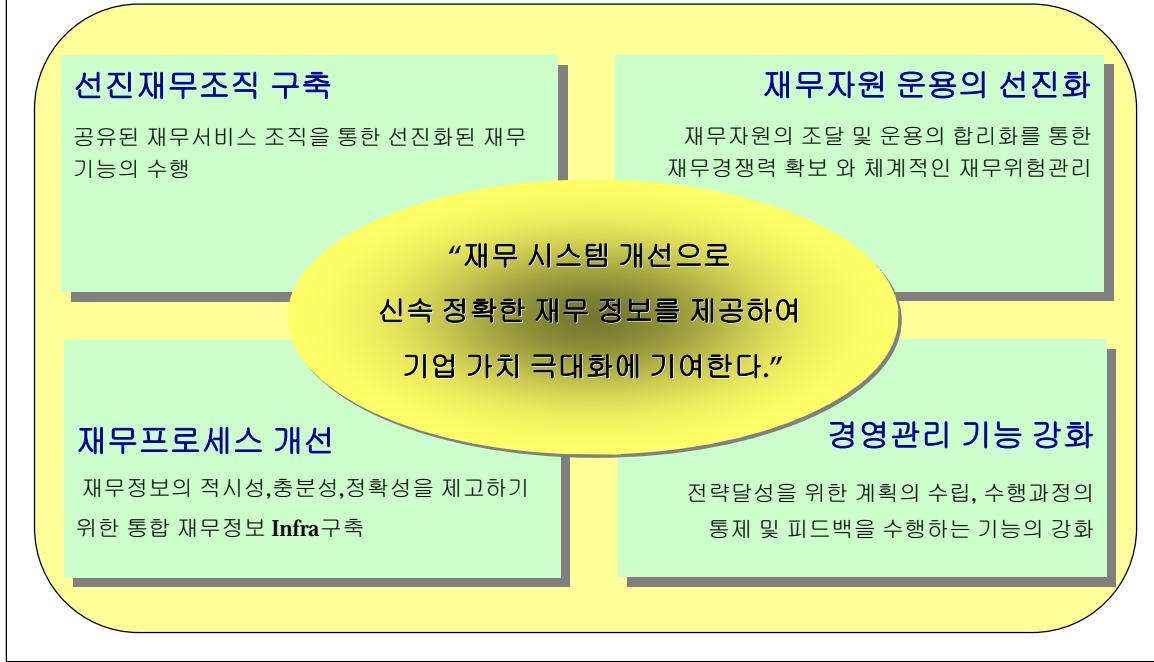 선진재무조직 구축
공유된 재무서비스 조직을 통한 선진화된 재무
기능의 수행
재무자원 운용의 선진화
재무자원의 조달 및 운용의 합리화를 통한
재무경쟁력 확보 와 체계적인 재무위험관리
“재무 시스템 개선으로
신속 정확한 재무 정보를 제공하여
기업 가치 극대화에 기여한다.”
재무프로세스 개선
재무정보의 적시성,충분성,정확성을 제고하기
위한 통합 재무정보 Infra구축
경영관리 기능 강화
전략달성을 위한 계획의 수립, 수행과정의
통제 및 피드백을 수행하는 기능의 강화